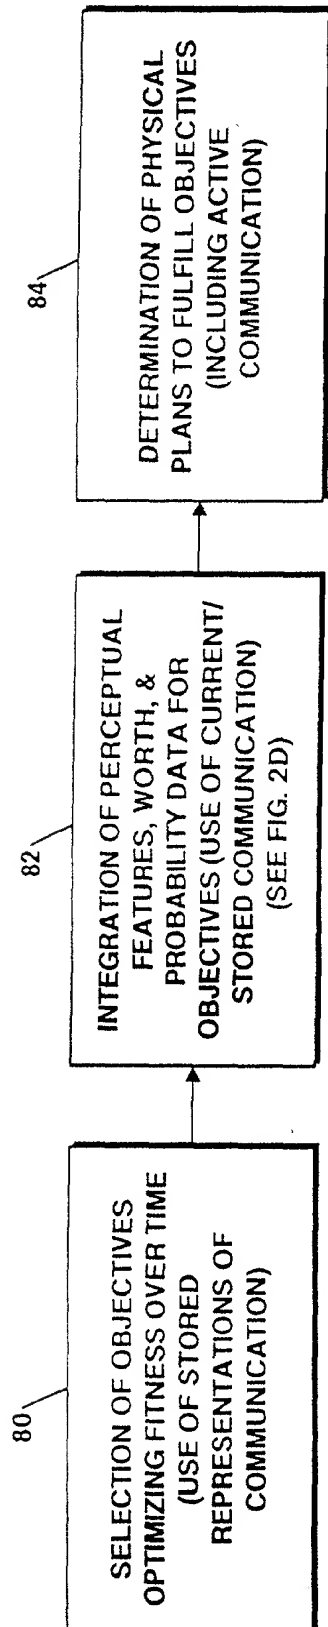 80
SELECTION OF OBJECTIVES
OPTIMIZING FITNESS OVER TIME
(USE OF STORED
REPRESENTATIONS OF
COMMUNICATION)
82
INTEGRATION OF PERCEPTUAL
FEATURES, WORTH, &
PROBABILITY DATA FOR
OBJECTIVES (USE OF CURRENT/
STORED COMMUNICATION)
(SEE FIG. 2D)
84
DETERMINATION OF PHYSICAL
PLANS TO FULFILL OBJECTIVES
(INCLUDING ACTIVE
COMMUNICATION)